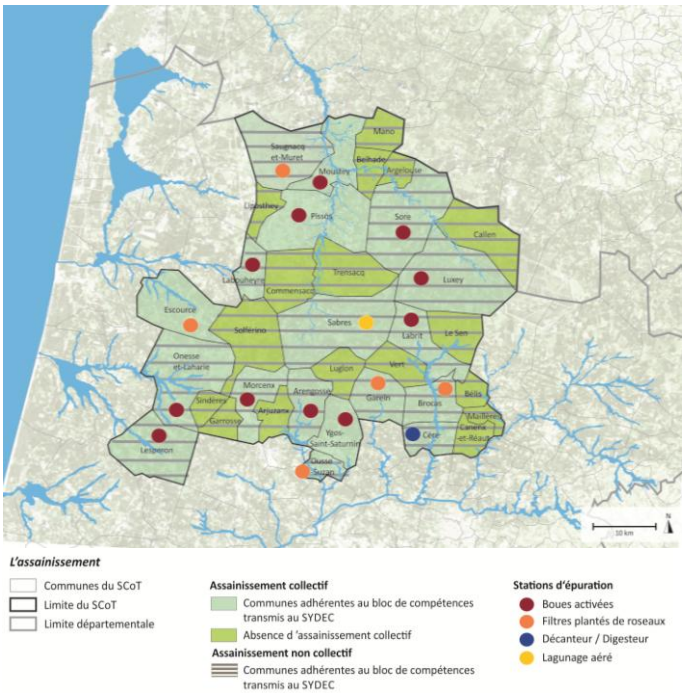 Mano
Saugnacq
et-Muret
Belhade
Moustey
Argelouse
Liposthey
Pissos
Sore
Callen
Labouheyre
Trensacq
Luxey
Commensacq
Escource
Sabres
Solférino
Labrit
Le Sen
Onesse
et-Laharie
Luglon
Vert
Morcenx
Arengosse
Garein
Brocas
Bélis
Sindères
Arjuzanx
Maillères
Garrosse
Ygos-
Saint-Saturnin
Cère
Canenx
-et-Réaut
Lesperon
Ousse
Suzan
N
10 km
L'assainissement
Communes du SCoT
Limite du SCoT
Limite départementale
Assainissement collectif
Communes adhérentes au bloc de compétences
transmis au SYDEC
Absence d 'assainissement collectif
Assainissement non collectif
Communes adhérentes au bloc de compétences
transmis au SYDEC
Stations d'épuration
Boues activées
Filtres plantés de roseaux
Décanteur / Digesteur
Lagunage aéré